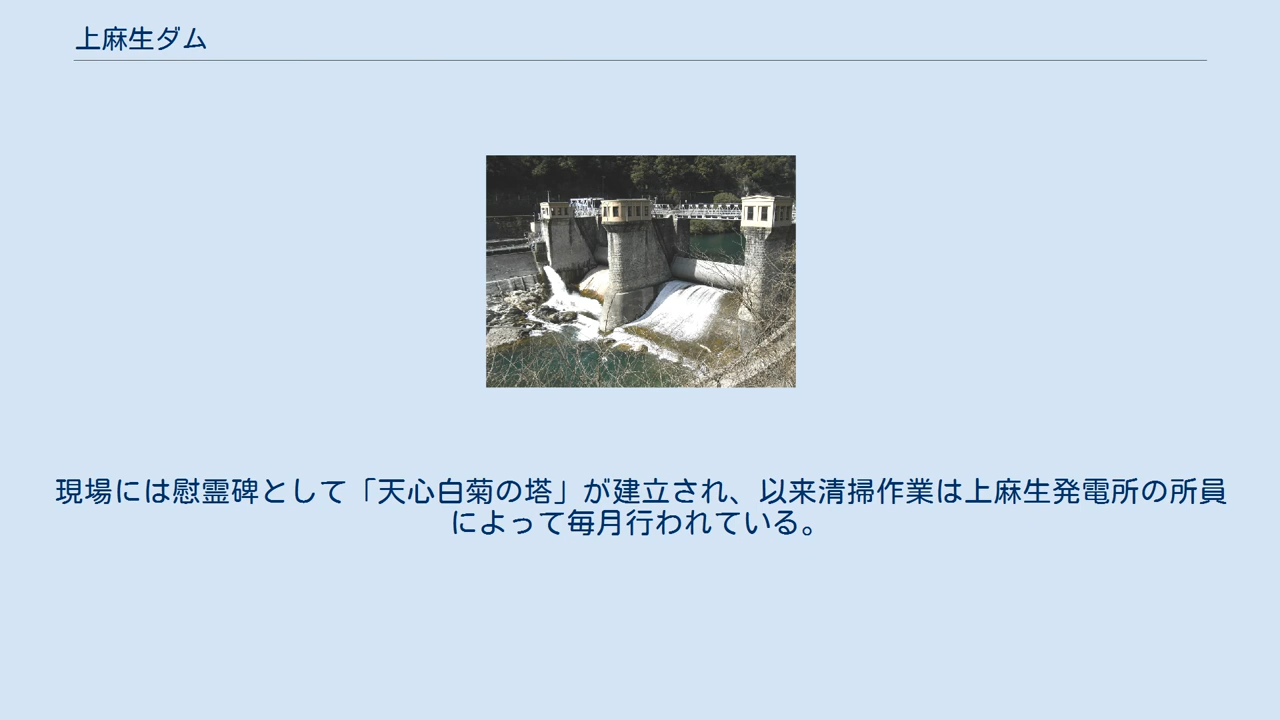 上麻生ダム
現場には慰霊碑として「天心白菊の塔」が建立され、以来清掃作業は上麻生発電所の所員
によって毎月行われている。